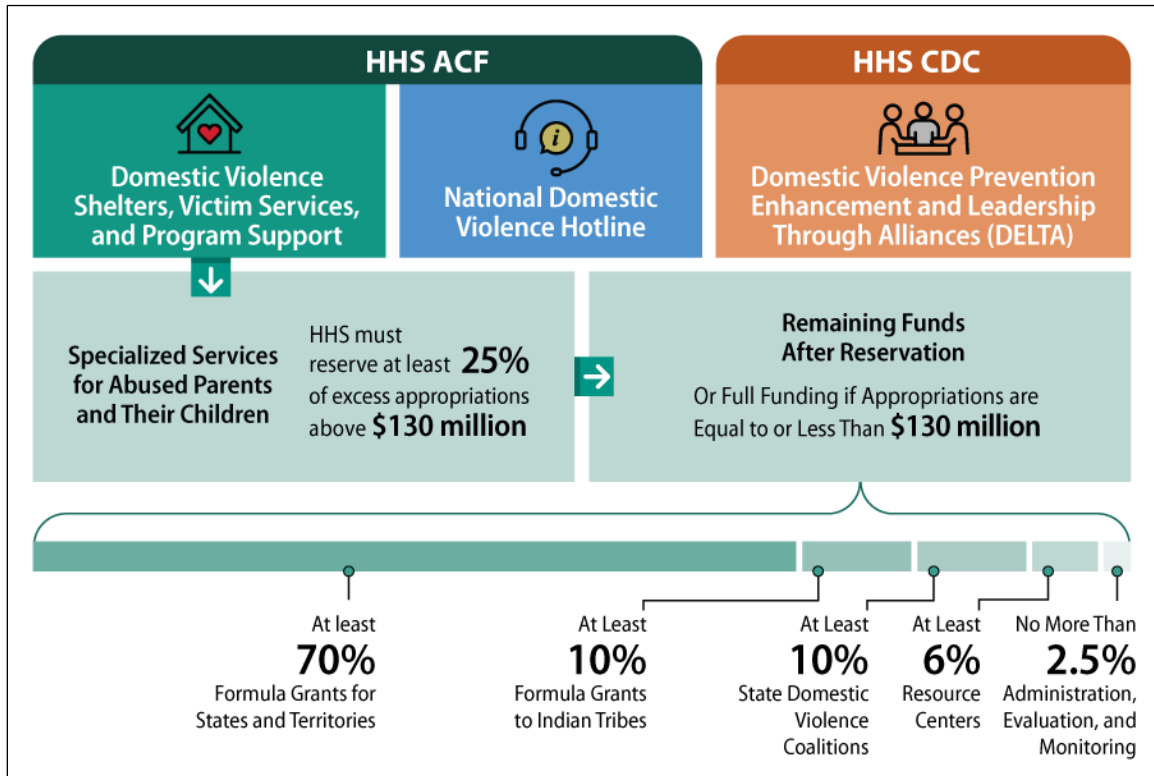 HHS ACF
HHS CDC
Domestic Violence
Shelters, Victim Services,
and Program Support
i
National Domestic
Violence Hotline
Domestic Violence Prevention
Enhancement and Leadership
Through Alliances (DELTA)
Specialized Services
for Abused Parents
and Their Children
HHS must
reserve at least 25%
of excess appropriations
above $130 million
Remaining Funds
After Reservation
Or Full Funding if Appropriations are
Equal to or Less Than $130 million
At least
70%
Formula Grants for
States and Territories
At Least
10%
Formula Grants
to Indian Tribes
At Least
10%
State Domestic
Violence
Coalitions
At Least
6%
Resource
Centers
No More Than
2.5%
Administration,
Evaluation, and
Monitoring